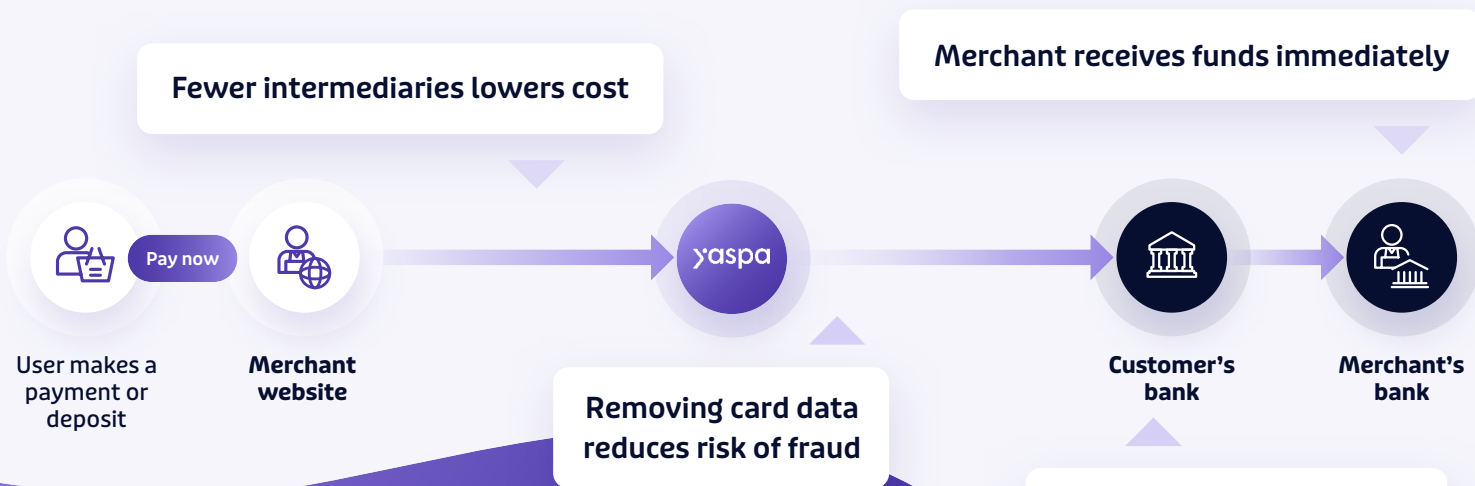 Fewer intermediaries lowers cost
Merchant receives funds immediately
Pay now
yaspa
User makes a
payment or
deposit
Merchant
website
Customer’s
bank
Merchant’s
bank
Removing card data
reduces risk of fraud